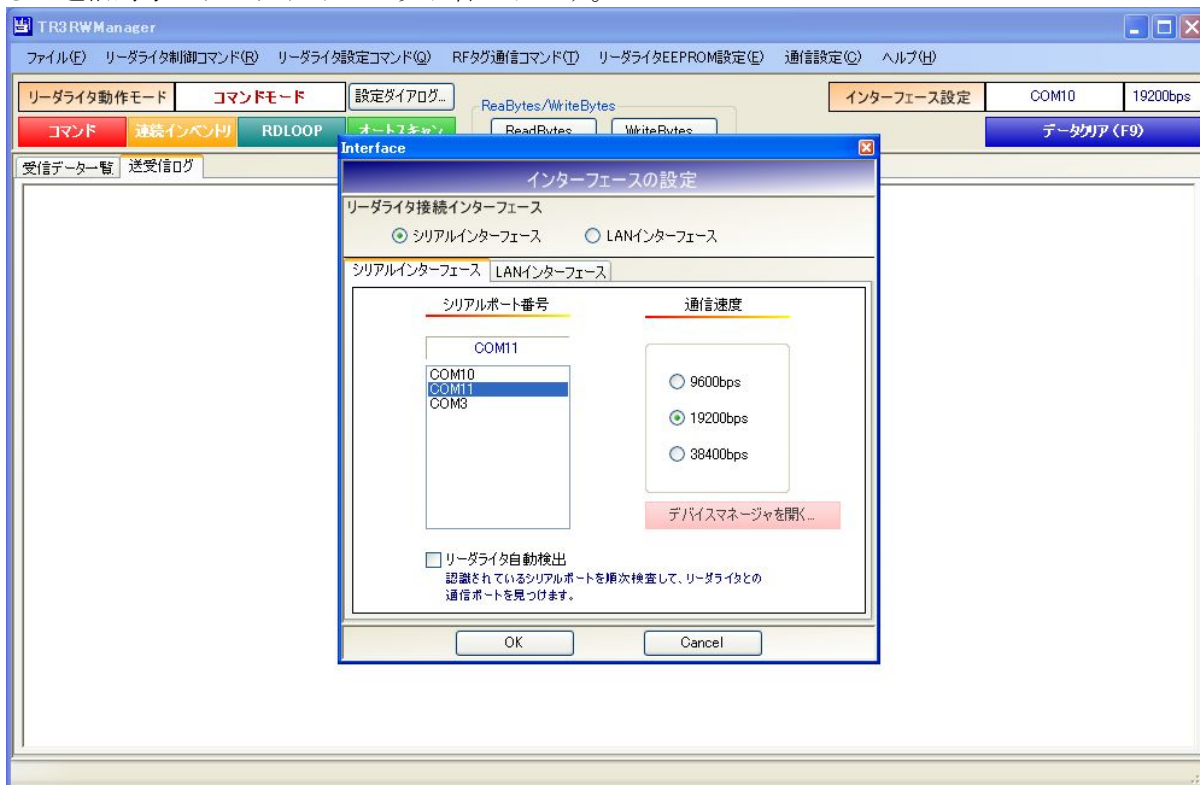 TR3RWManager
ファイル(F) リーダライタ制御コマンド(R) リーダライタ設定コマンド(Q) RFタグ通信コマンド(T) リーダライタEEPROM設定(E) 通信設定(C) ヘルプ(H)
リーダライタ動作モード コマンドモード 設定ダイアログ... ReaBytes/WriteBytes インターフェース設定 COM10 19200bps
コマンド 連続インベントリ RDLOOP オートスキャン ReadBytes WriteBytes データクリア(F9)
受信データ一覧 送受信ログ
Interface
インターフェースの設定
リーダライタ接続インターフェース
シリアルインターフェース LANインターフェース
シリアルインターフェース LANインターフェース
シリアルポート番号 通信速度
COM11
COM10
COM11
COM3
9600bps
19200bps
38400bps
デバイスマネージャを開く...
リーダライタ自動検出
認識されているシリアルポートを順次検査して、リーダライタとの
通信ポートを見つけます。
OK Cancel